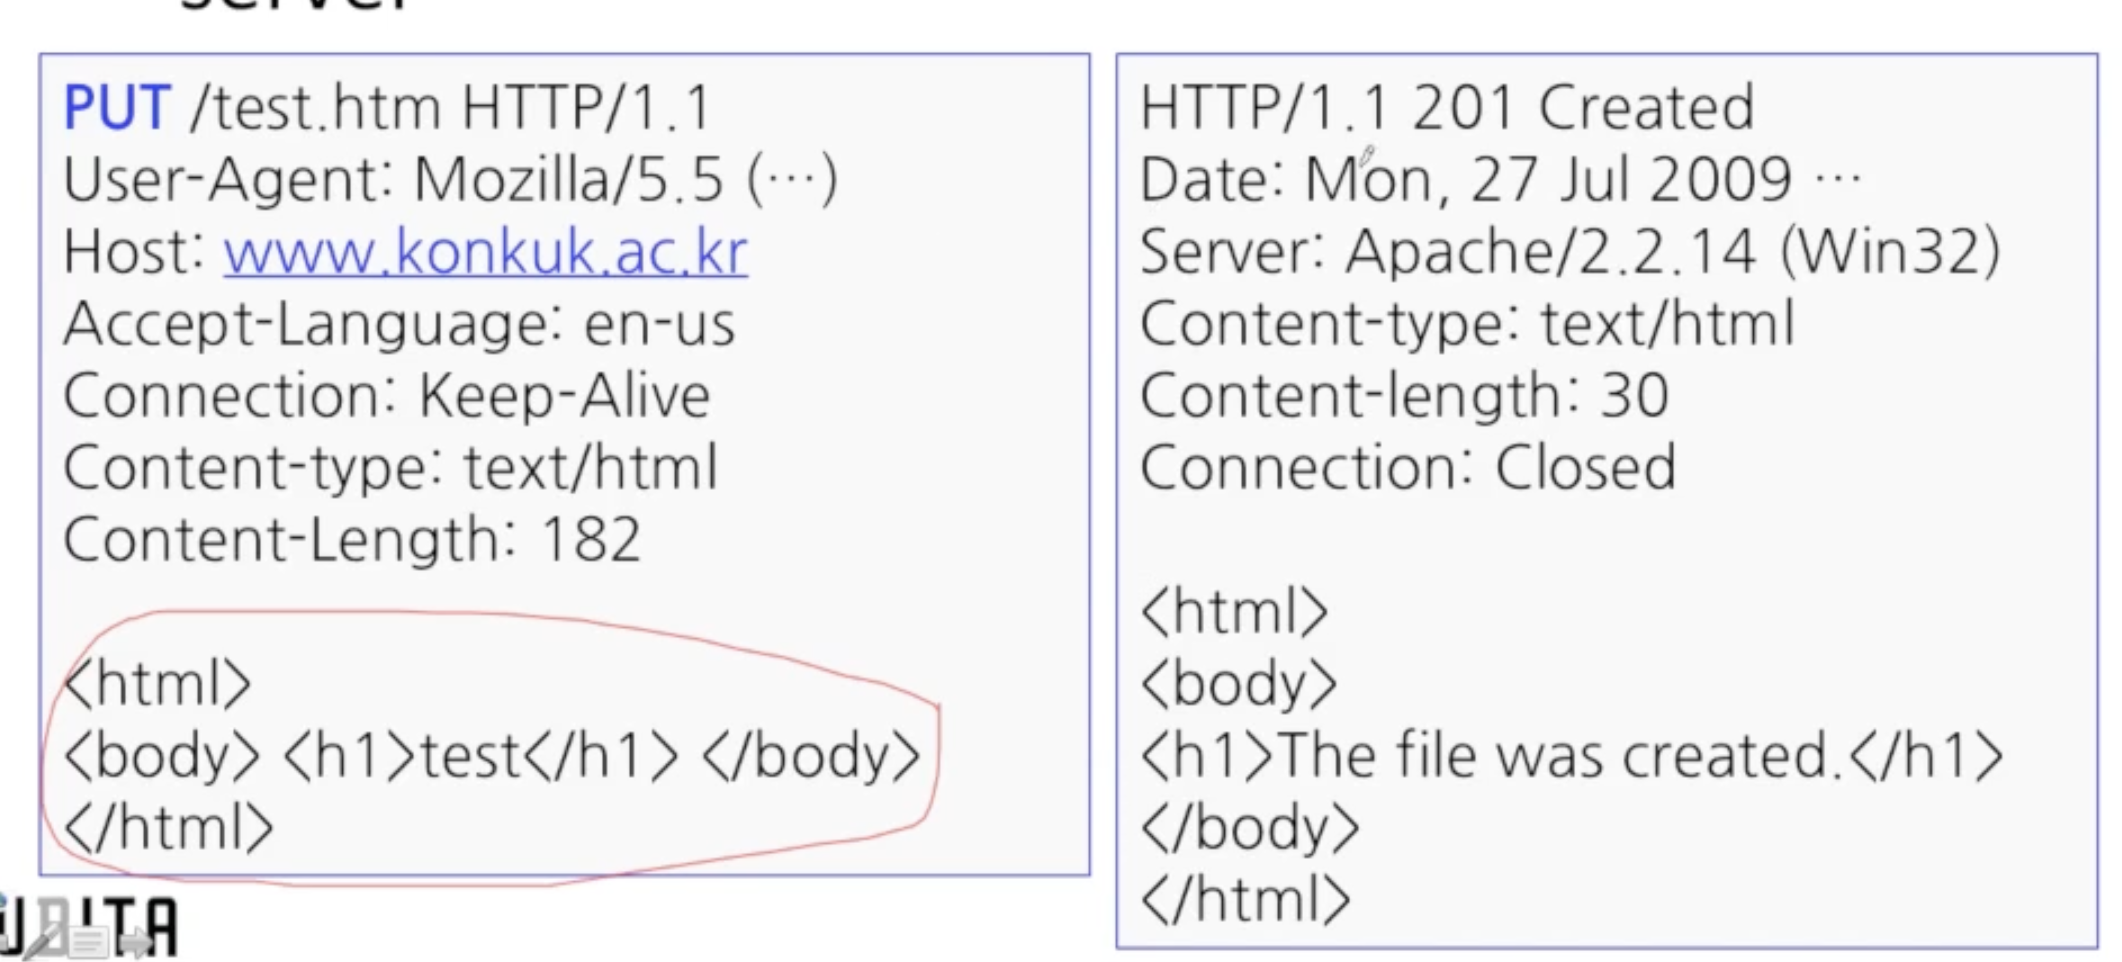 server
PUT /test.htm HTTP/1.1
User-Agent: Mozilla/5.5 (…)
Host: www.konkuk.ac.kr
Accept-Language: en-us
Connection: Keep-Alive
Content-type: text/html
Content-Length: 182
<html>
<body> <h1>test</h1> </body>
</html>
HTTP/1.1 201 Created
Date: Mon, 27 Jul 2009 …
Server: Apache/2.2.14 (Win32)
Content-type: text/html
Content-length: 30
Connection: Closed
<html>
<body>
<h1>The file was created.</h1>
</body>
</html>